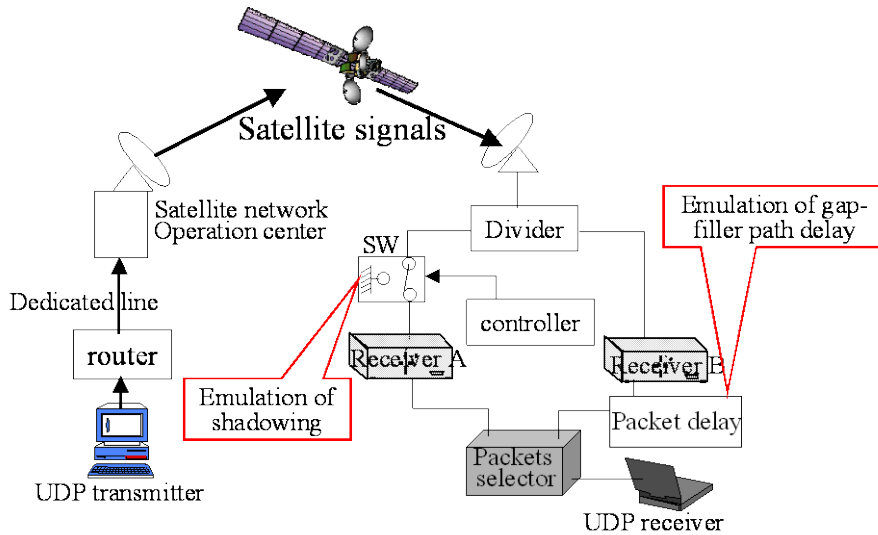 Satellite signals
Satellite network
Operation center
Dedicated line
router
UDP transmitter
SW
Divider
controller
Emulation of gap-
filler path delay
Receiver A
Receiver B
Emulation of
shadowing
Packet delay
Packets
selector
UDP receiver